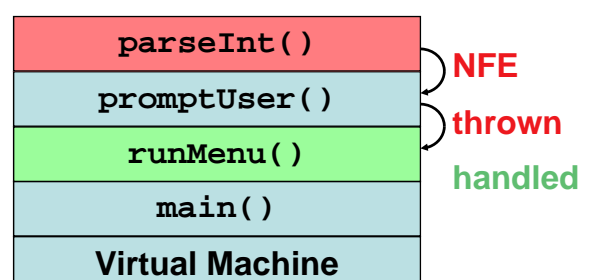 parseInt()
NFE
promptUser()
thrown
runMenu()
handled
main()
Virtual Machine